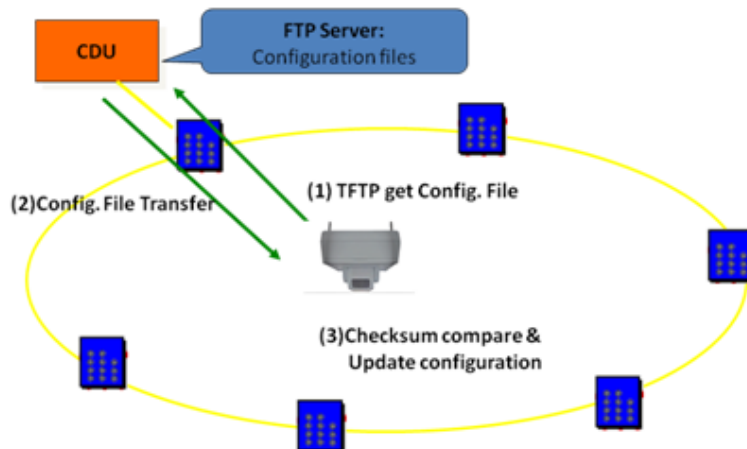 CDU
FTP Server:
Configuration files
(1) TFTP get Config. File
(2)Config. File Transfer
(3)Checksum compare &
Update configuration